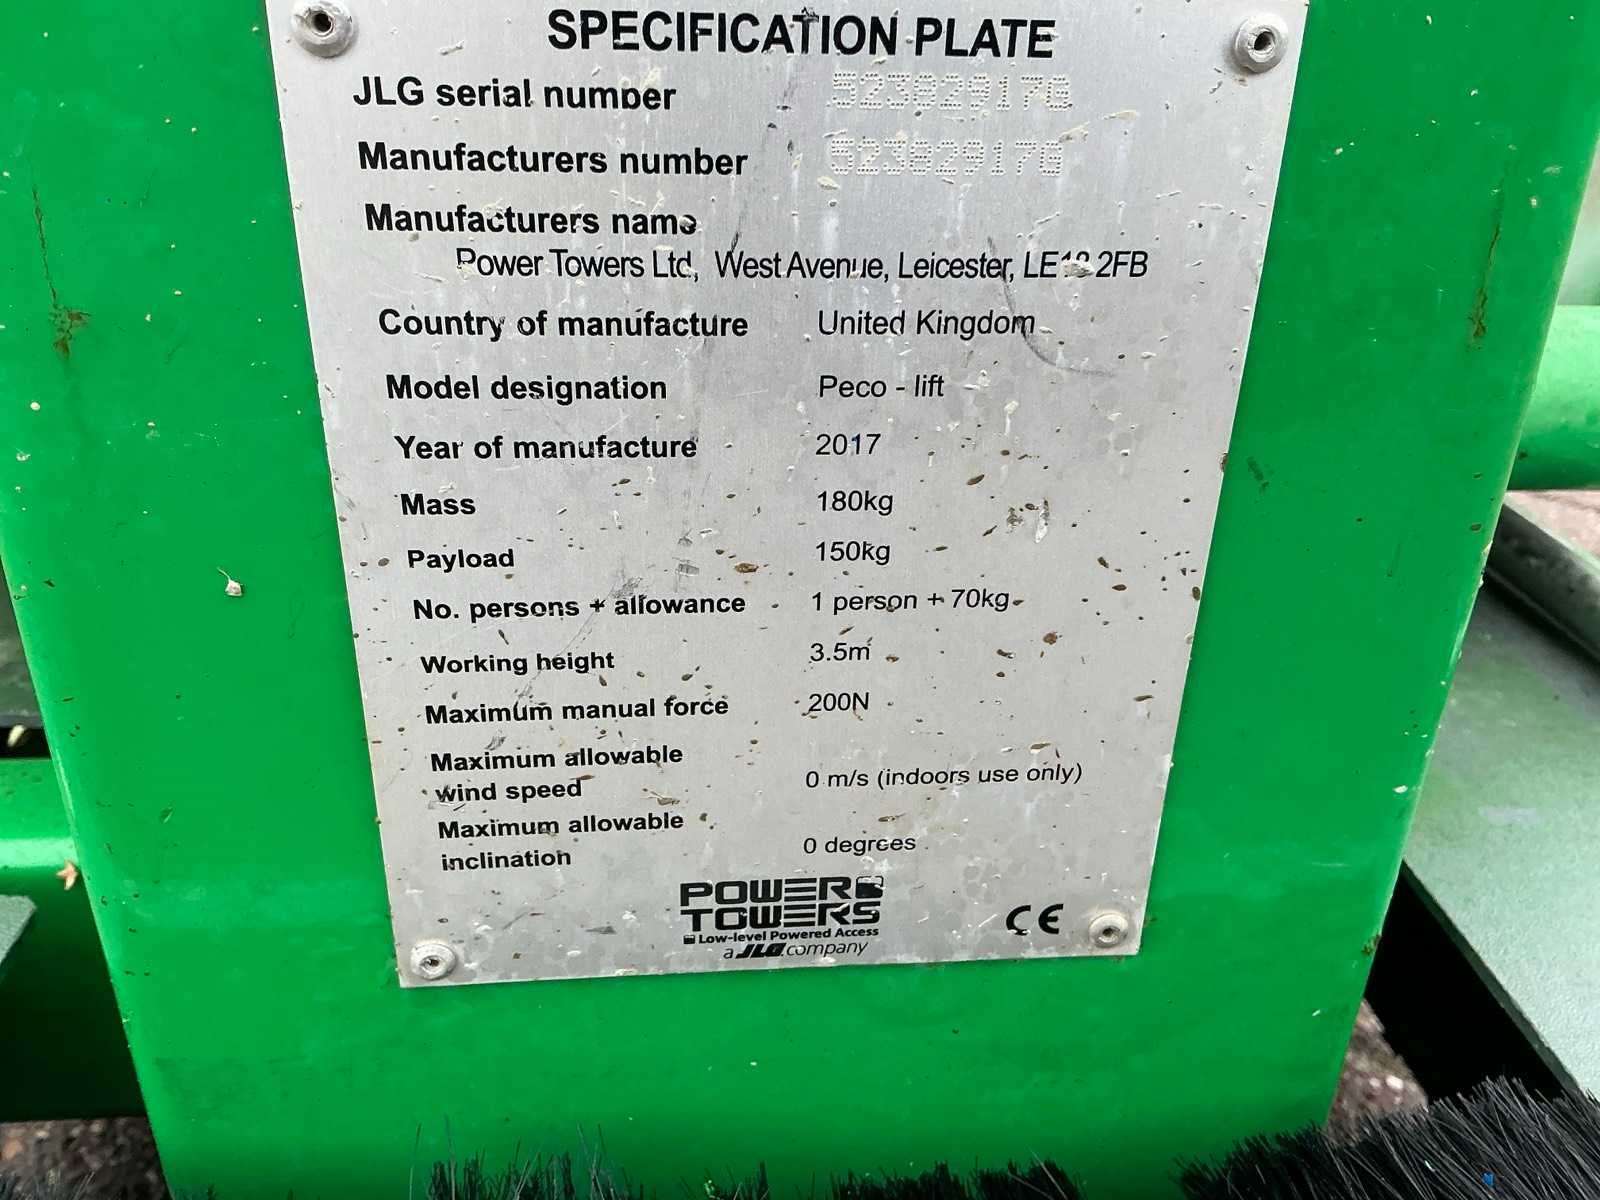 SPECIFICATION PLATE
JLG serial number 52382917G
Manufacturers number 52382917G
Manufacturers name
Power Towers Ltd, West Avenue, Leicester, 2FB
Country of manufacture United Kingdom
Model designation Peco - lift
Year of manufacture 2017
Mass 180kg
Payload 150kg
No. persons + allowance 1 person + 70kg
Working height 3.5m
Maximum manual force 200N
Maximum allowable
wind speed 0 m/s (indoors use only)
Maximum allowable
inclination 0 degrees
POWER
TOWERS
Low-level Powered Access
a JLG company
CE